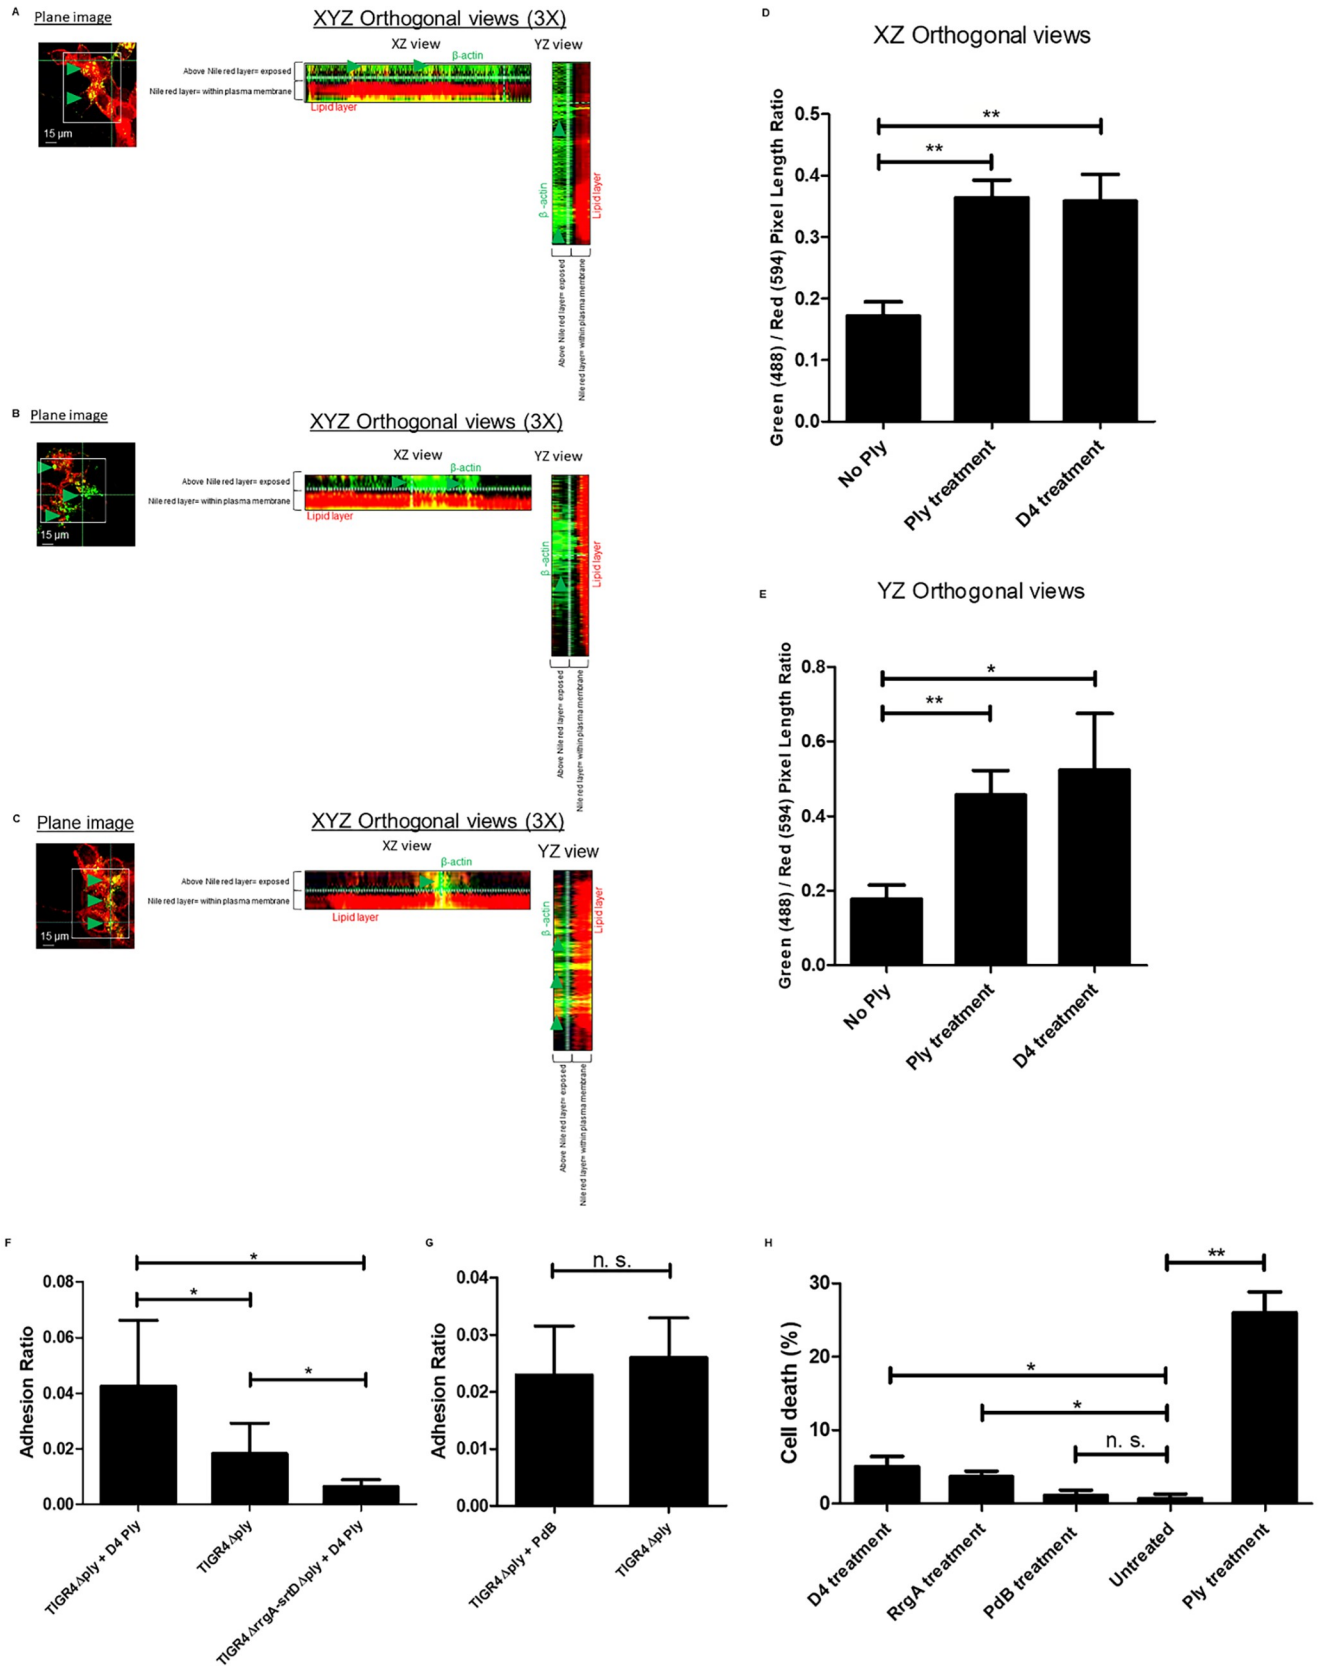 A
Plane image
XYZ Orthogonal views (3X)
XZ view
YZ view
β-actin
Above Nile red layer= exposed
Nile red layer= within plasma membrane
Lipid layer
15 µm
β -actin
Lipid layer
Above Nile red layer= exposed
Nile red layer= within plasma membrane
B
Plane image
XYZ Orthogonal views (3X)
XZ view
YZ view
β-actin
Above Nile red layer= exposed
Nile red layer= within plasma membrane
Lipid layer
15 µm
β -actin
Lipid layer
Above Nile red layer= exposed
Nile red layer= within plasma membrane
C
Plane image
XYZ Orthogonal views (3X)
XZ view
YZ view
β-actin
Above Nile red layer= exposed
Nile red layer= within plasma membrane
Lipid layer
15 µm
β -actin
Lipid layer
Above Nile red layer= exposed
Nile red layer= within plasma membrane
D
XZ Orthogonal views
Green (488) / Red (594) Pixel Length Ratio
0.5
0.4
0.3
0.2
0.1
0.0
**
**
No Ply
Ply treatment
D4 treatment
E
YZ Orthogonal views
Green (488) / Red (594) Pixel Length Ratio
0.8
0.6
0.4
0.2
0.0
*
**
No Ply
Ply treatment
D4 treatment
F
Adhesion Ratio
0.08
0.06
0.04
0.02
0.00
*
*
*
TIGR4Δply + D4 Ply
TIGR4Δply
TIGR4ΔrrgA-srtDΔply + D4 Ply
G
Adhesion Ratio
0.04
0.03
0.02
0.01
0.00
n. s.
TIGR4Δply + PdB
TIGR4Δply
H
Cell death (%)
30
20
10
0
**
*
*
n. s.
D4 treatment
RrgA treatment
PdB treatment
Untreated
Ply treatment